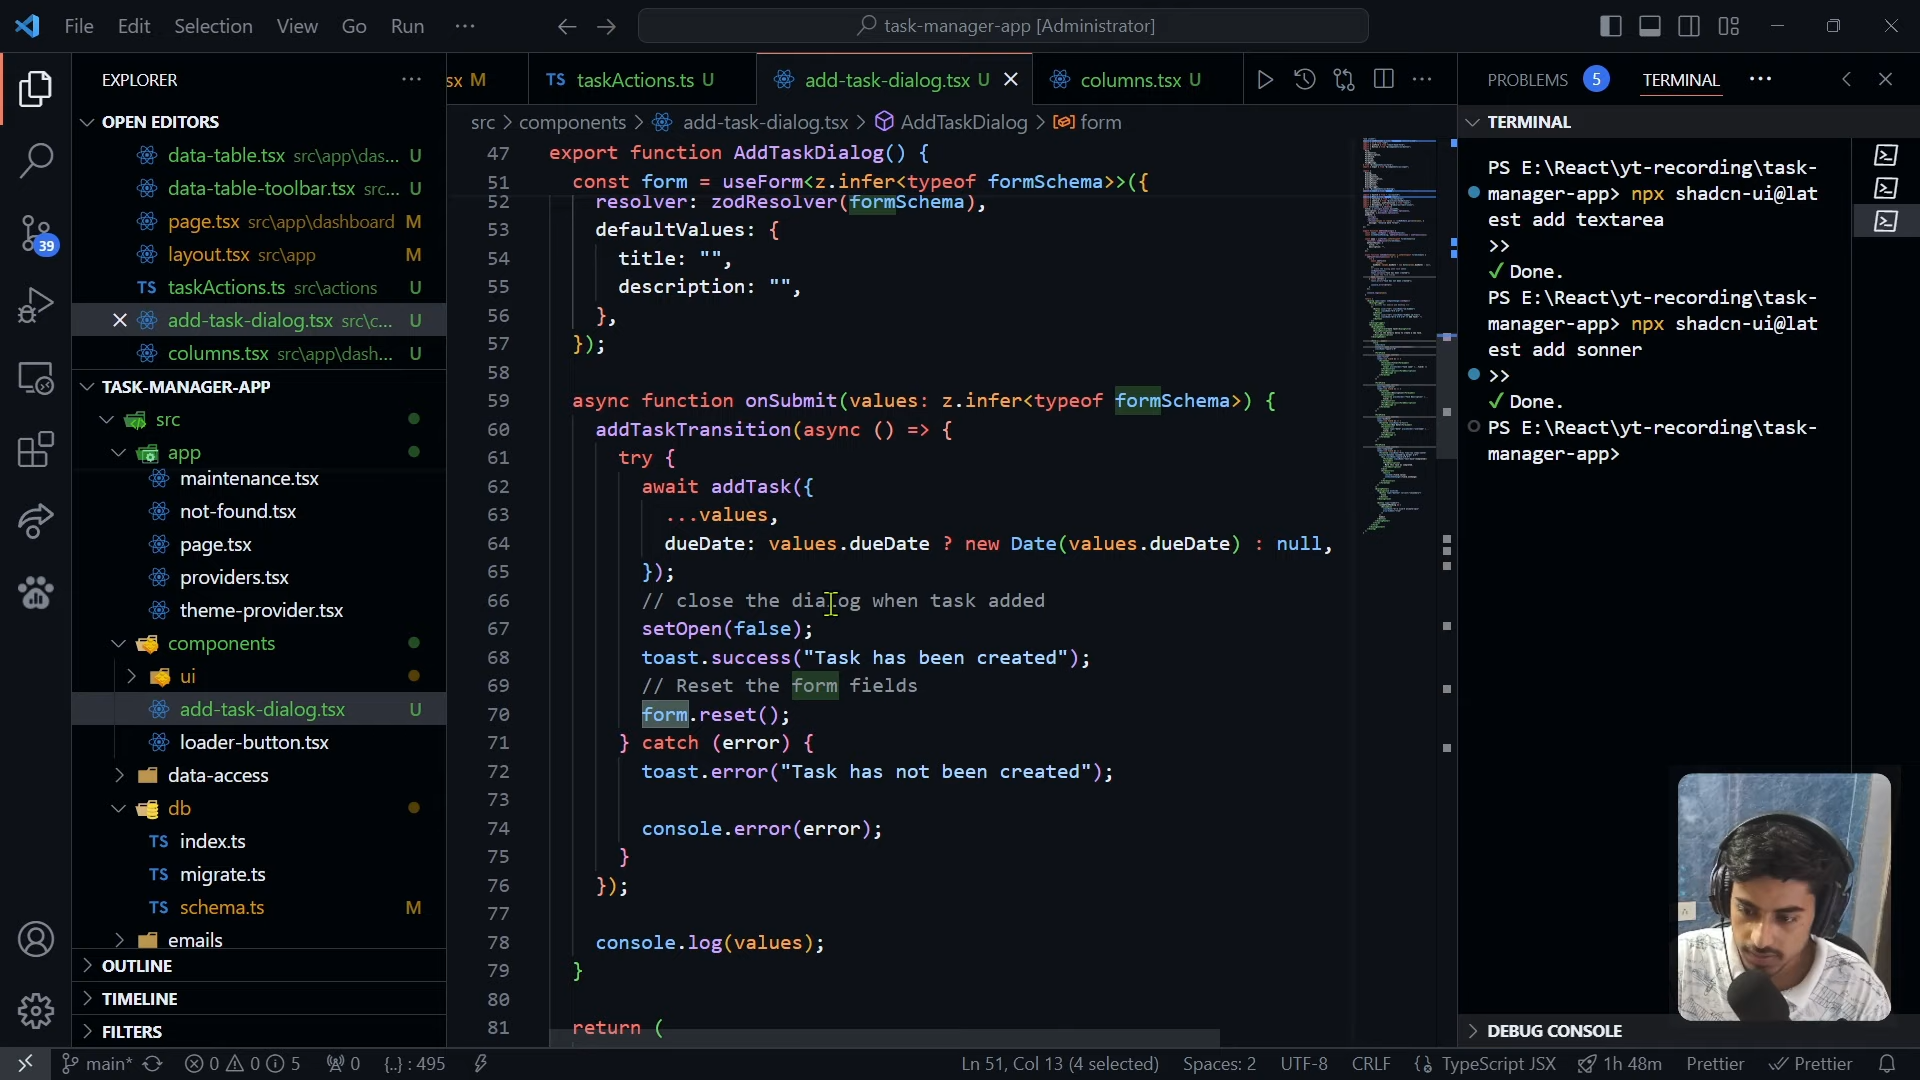 File Edit Selection View Go Run ...
task-manager-app [Administrator]
EXPLORER
OPEN EDITORS
data-table.tsx src\app\das... U
data-table-toolbar.tsx src... U
page.tsx src\app\dashboard M
layout.tsx src\app M
TS taskActions.ts src\actions U
add-task-dialog.tsx src\c... U
columns.tsx src\app\dash... U
TASK-MANAGER-APP
src
app
maintenance.tsx
not-found.tsx
page.tsx
providers.tsx
theme-provider.tsx
components
ui
add-task-dialog.tsx U
loader-button.tsx
data-access
db
TS index.ts
TS migrate.ts
TS schema.ts M
emails
OUTLINE
TIMELINE
FILTERS
39
sx M
TS taskActions.ts U
add-task-dialog.tsx U
columns.tsx U
src > components > add-task-dialog.tsx > AddTaskDialog > form
47 export function AddTaskDialog() {
51 const form = useForm<z.infer<typeof formSchema>>({
52 resolver: zodResolver(formSchema),
53 defaultValues: {
54 title: "",
55 description: "",
56 },
57 });
58
59 async function onSubmit(values: z.infer<typeof formSchema>) {
60 addTaskTransition(async () => {
61 try {
62 await addTask({
63 ...values,
64 dueDate: values.dueDate ? new Date(values.dueDate) : null,
65 });
66 // close the dialog when task added
67 setOpen(false);
68 toast.success("Task has been created");
69 // Reset the form fields
70 form.reset();
71 } catch (error) {
72 toast.error("Task has not been created");
73
74 console.error(error);
75 }
76 });
77
78 console.log(values);
79 }
80
81 return (
PROBLEMS 5 TERMINAL ...
TERMINAL
PS E:\React\yt-recording\task-
manager-app> npx shadcn-ui@lat
est add textarea
>>
✓ Done.
PS E:\React\yt-recording\task-
manager-app> npx shadcn-ui@lat
est add sonner
>>
✓ Done.
PS E:\React\yt-recording\task-
manager-app>
DEBUG CONSOLE
main* 0 0 5 0 {..} : 495
Ln 51, Col 13 (4 selected) Spaces: 2 UTF-8 CRLF TypeScript JSX 1h 48m Prettier Prettier